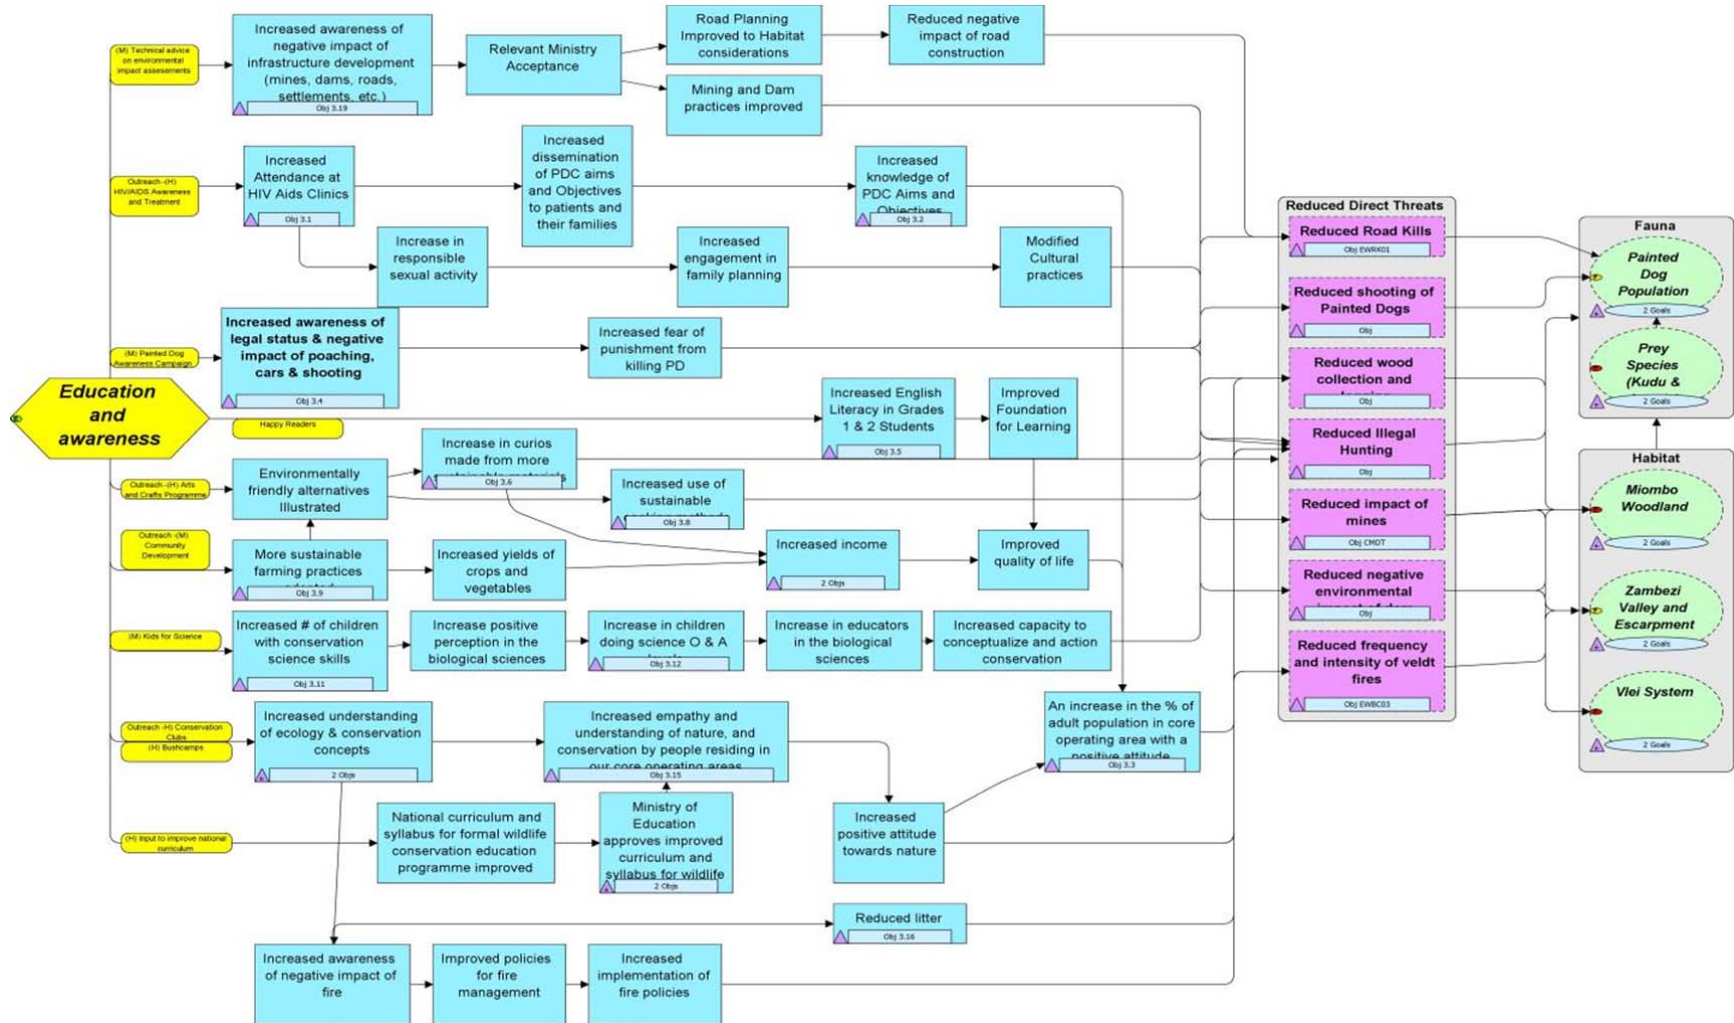 (M) Technical advice
on environmental
impact assesements
Increased awareness of
negative impact of
infrastructure development
(mines, dams, roads,
settlements, etc.)
Obj 3.19
Relevant Ministry
Acceptance
Road Planning
Improved to Habitat
considerations
Reduced negative
impact of road
construction
Mining and Dam
practices improved
Outreach -(H)
HIV/AIDS Awareness
and Treatment
Increased
Attendance at
HIV Aids Clinics
Obj 3.1
Increased
dissemination
of PDC aims
and Objectives
to patients and
their families
Increased
knowledge of
PDC Aims and
Objectives
Obj 3.2
Increase in
responsible
sexual activity
Increased
engagement in
family planning
Modified
Cultural
practices
(M) Painted Dog
Awareness Campaign
Increased awareness of
legal status & negative
impact of poaching,
cars & shooting
Obj 3.4
Increased fear of
punishment from
killing PD
Education
and
awareness
Happy Readers
Increased English
Literacy in Grades
1 & 2 Students
Obj 3.5
Improved
Foundation
for Learning
Outreach -(H) Arts
and Crafts Programme
Environmentally
friendly alternatives
Illustrated
Increase in curios
made from more
Obj 3.6
Increased use of
sustainable
Obj 3.8
Outreach -(M)
Community
Development
More sustainable
farming practices
Obj 3.9
Increased yields of
crops and
vegetables
Increased income
2 Objs
Improved
quality of life
(M) Kids for Science
Increased # of children
with conservation
science skills
Obj 3.11
Increase positive
perception in the
biological sciences
Increase in children
doing science O & A
Obj 3.12
Increase in educators
in the biological
sciences
Increased capacity to
conceptualize and action
conservation
Outreach -H) Conservation
Clubs
(H) Bushcamps
Increased understanding
of ecology & conservation
concepts
2 Objs
Increased empathy and
understanding of nature, and
conservation by people residing in
our core operating areas
Obj 3.15
An increase in the % of
adult population in core
operating area with a
positive attitude
Obj 3.3
(H) Input to improve national
curriculum
National curriculum and
syllabus for formal wildlife
conservation education
programme improved
Ministry of
Education
approves improved
curriculum and
syllabus for wildlife
2 Objs
Increased
positive attitude
towards nature
Reduced litter
Obj 3.16
Increased awareness
of negative impact of
fire
Improved policies
for fire
management
Increased
implementation of
fire policies
Reduced Direct Threats
Reduced Road Kills
Obj EWRK01
Reduced shooting of
Painted Dogs
Obj
Reduced wood
collection and
Obj
Reduced Illegal
Hunting
Obj
Reduced impact of
mines
Obj CMDT
Reduced negative
environmental
Obj
Reduced frequency
and intensity of veldt
fires
Obj EWBC03
Fauna
Painted
Dog
Population
2 Goals
Prey
Species
(Kudu &
2 Goals
Habitat
Miombo
Woodland
2 Goals
Zambezi
Valley and
Escarpment
2 Goals
Vlei System
2 Goals